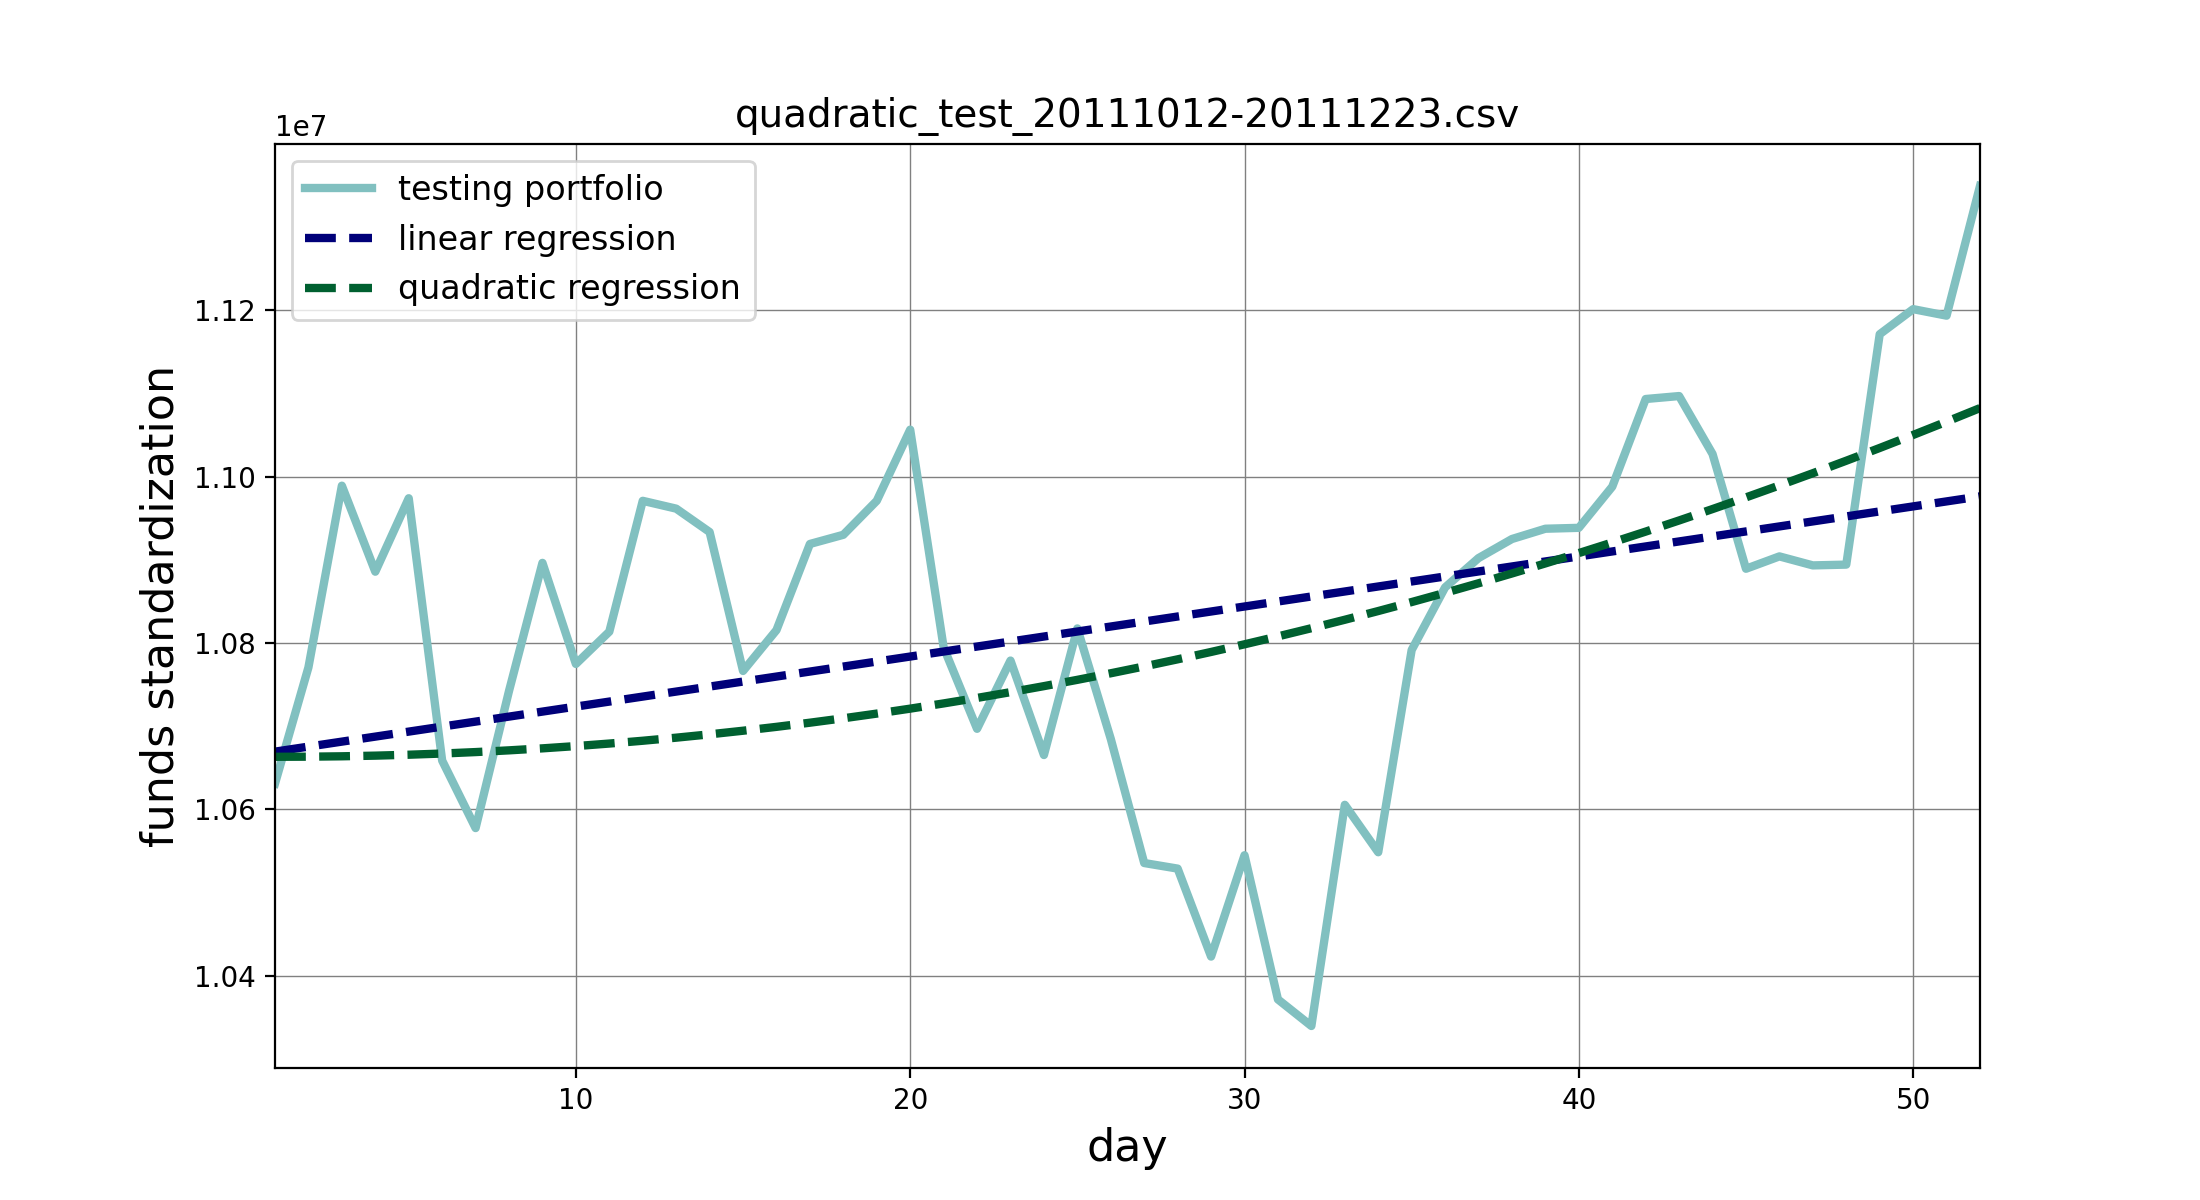 quadratic_test_20111012-20111223.csv
1e7
testing portfolio
linear regression
quadratic regression
1.12
1.10
1.08
1.06
1.04
funds standardization
10 20 30 40 50
day